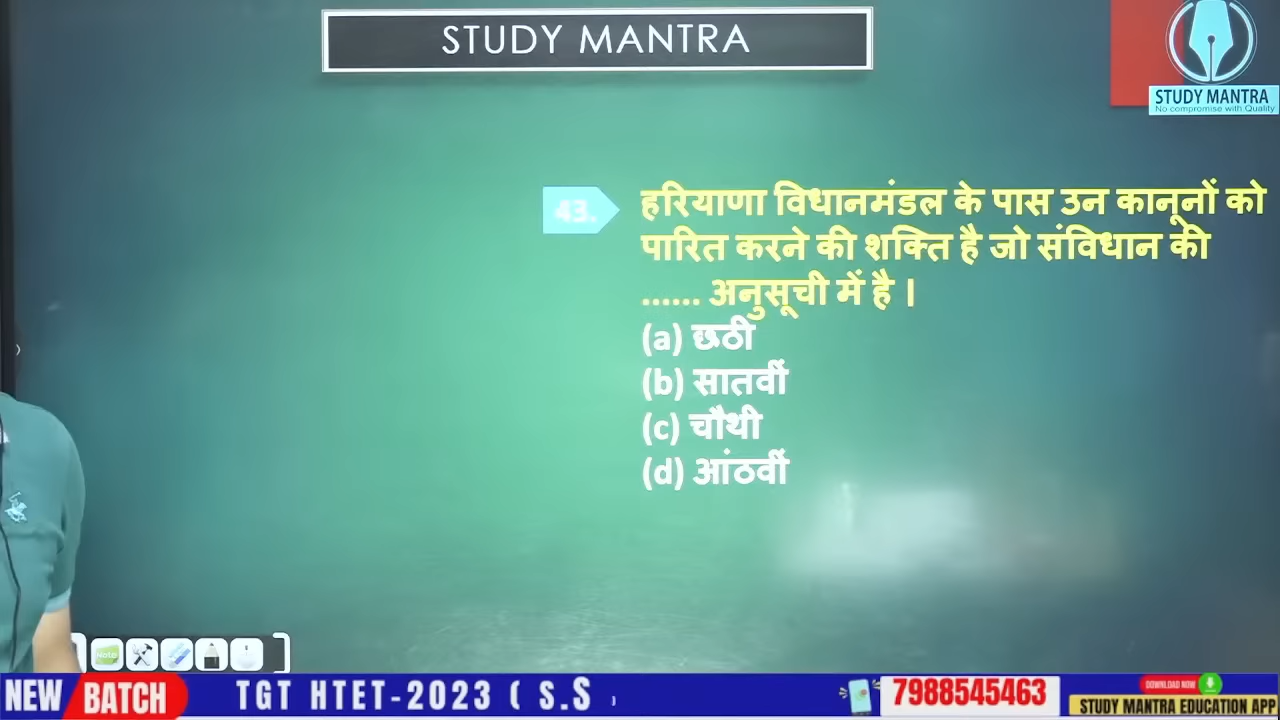 STUDY MANTRA
STUDY MANTRA
No compromise with Quality
43. हरियाणा विधानमंडल के पास उन कानूनों को
पारित करने की शक्ति है जो संविधान की
...... अनुसूची में है ।
(a) छठी
(b) सातवीं
(c) चौथी
(d) आंठवीं
NEW BATCH TGT HTET-2023 ( S.S
7988545463
DOWNLOAD NOW
STUDY MANTRA EDUCATION APP